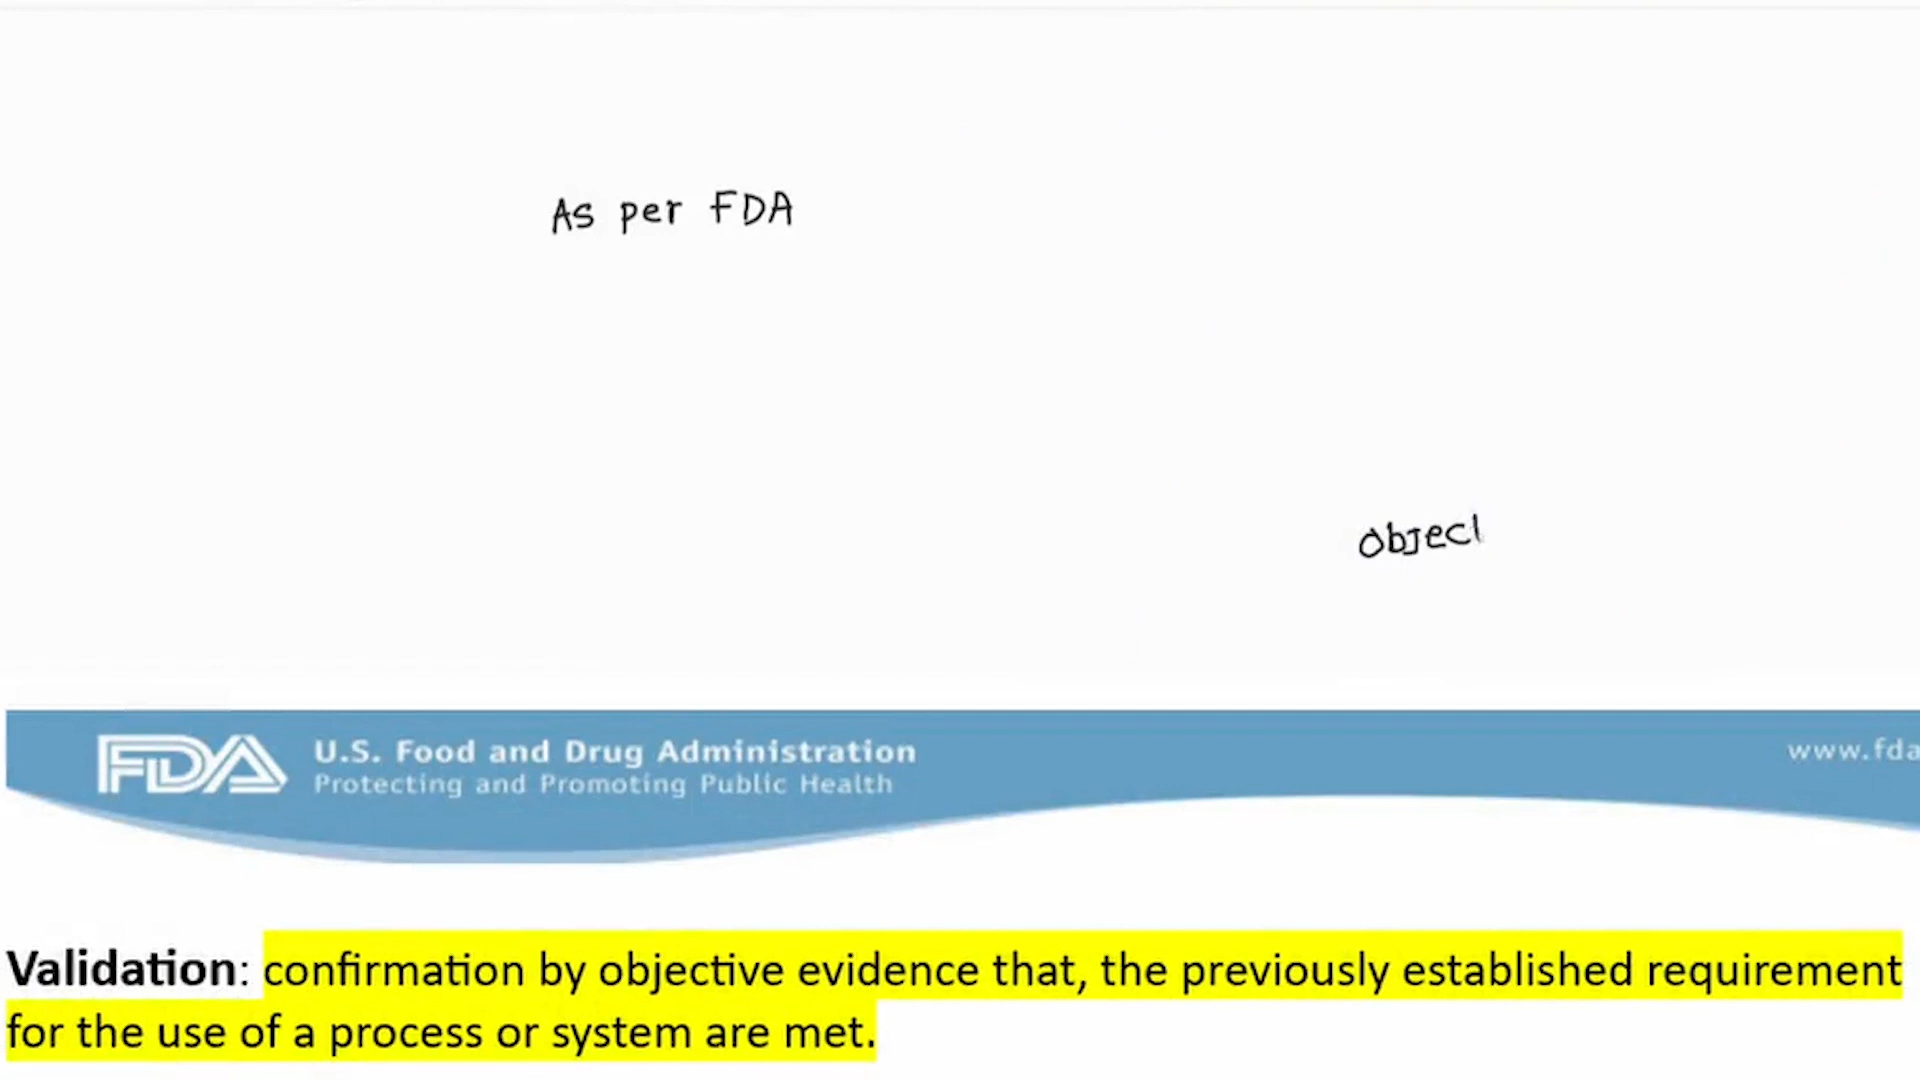 As per FDA
Object
FDA U.S. Food and Drug Administration
Protecting and Promoting Public Health
www.fda
Validation: confirmation by objective evidence that, the previously established requirement
for the use of a process or system are met.